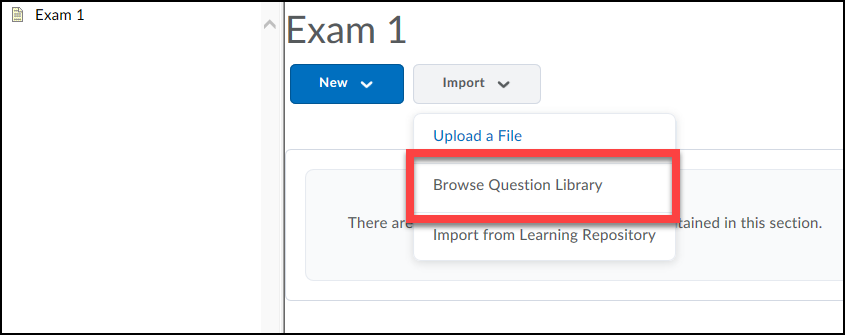 Exam 1
Exam 1
New
Import
Upload a File
Browse Question Library
There are
tained in this section.
Import from Learning Repository